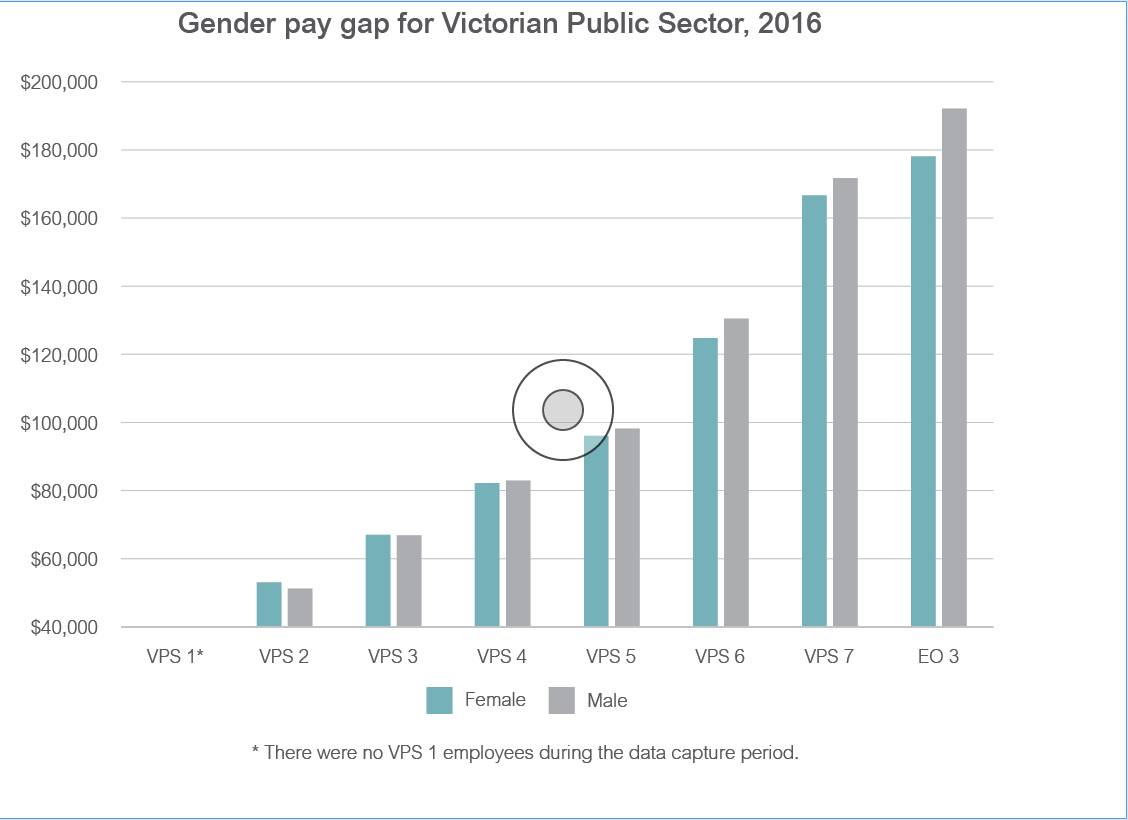 Gender pay gap for Victorian Public Sector, 2016
$200,000
$180,000
$160,000
$140,000
$120,000
$100,000
$80,000
$60,000
$40,000
VPS 1* VPS 2 VPS 3 VPS 4 VPS 5 VPS 6 VPS 7 EO 3
Female Male
* There were no VPS 1 employees during the data capture period.